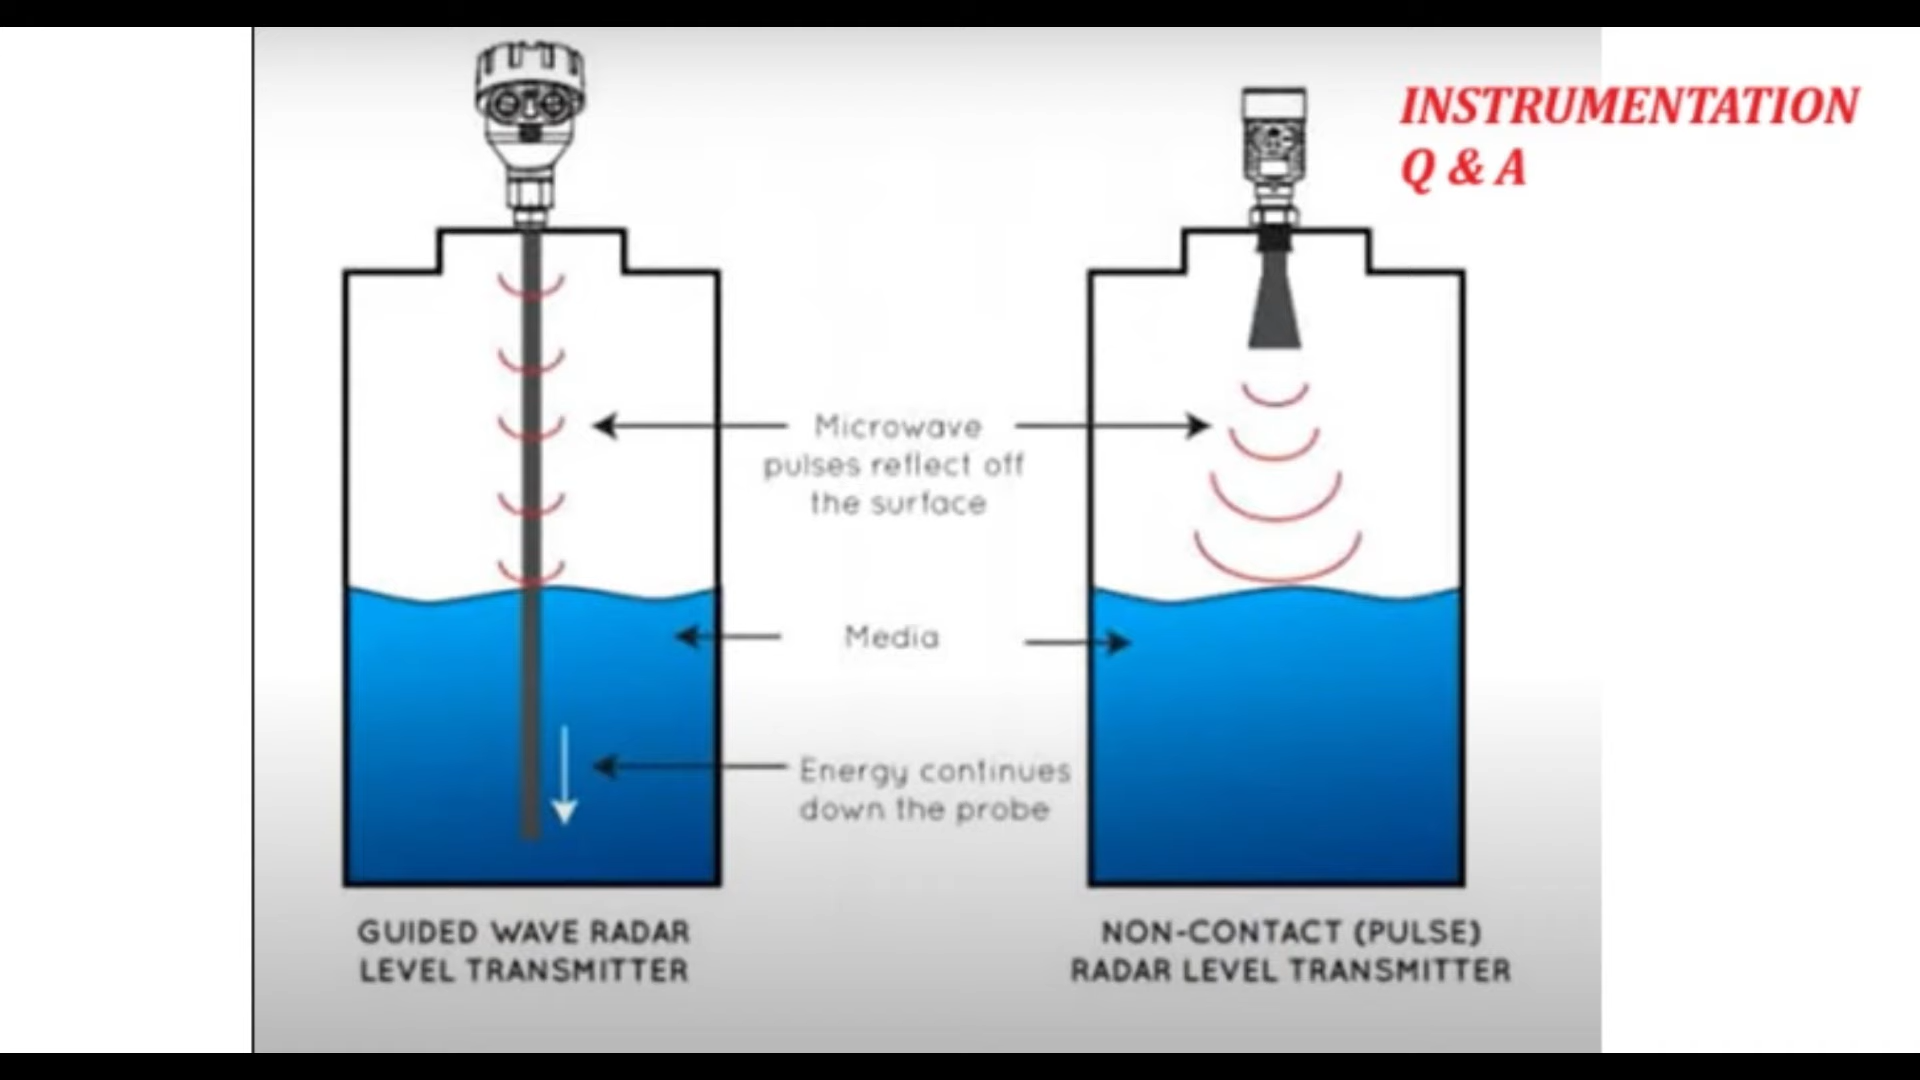 INSTRUMENTATION
Q & A
Microwave
pulses reflect off
the surface
Media
Energy continues
down the probe
GUIDED WAVE RADAR
LEVEL TRANSMITTER
NON-CONTACT (PULSE)
RADAR LEVEL TRANSMITTER